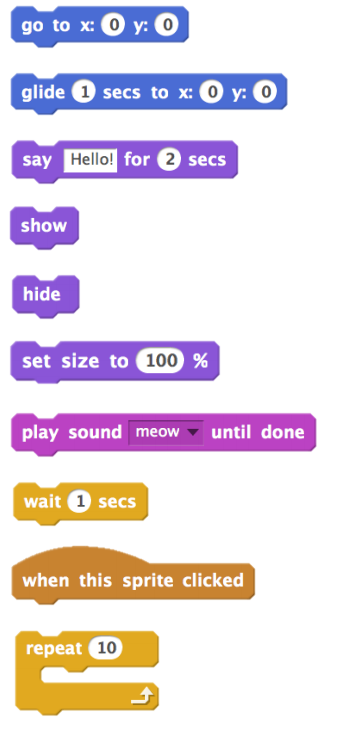 go to x: 0 y: 0
glide 1 secs to x: 0 y: 0
say Hello! for 2 secs
show
hide
set size to 100 %
play sound meow until done
wait 1 secs
when this sprite clicked
repeat 10